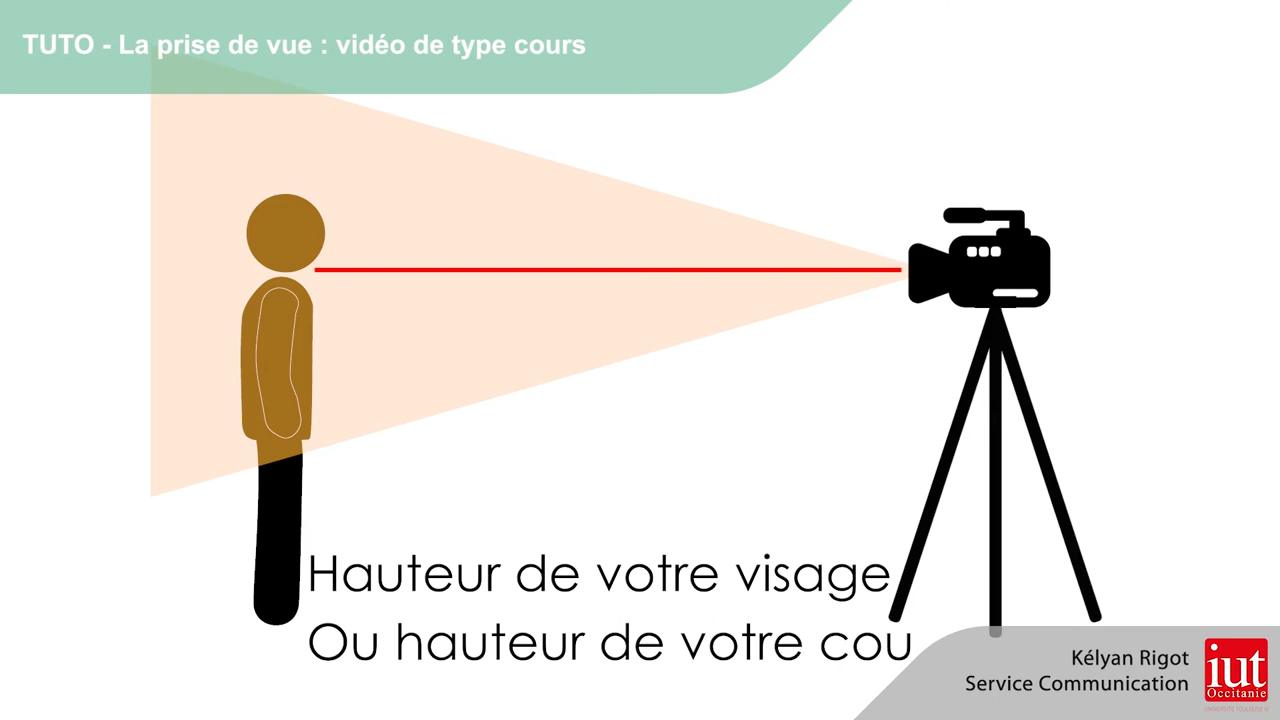 TUTO - La prise de vue : vidéo de type cours
Hauteur de votre visage
Ou hauteur de votre cou
Kélyan Rigot
Service Communication
iut
Occitanie